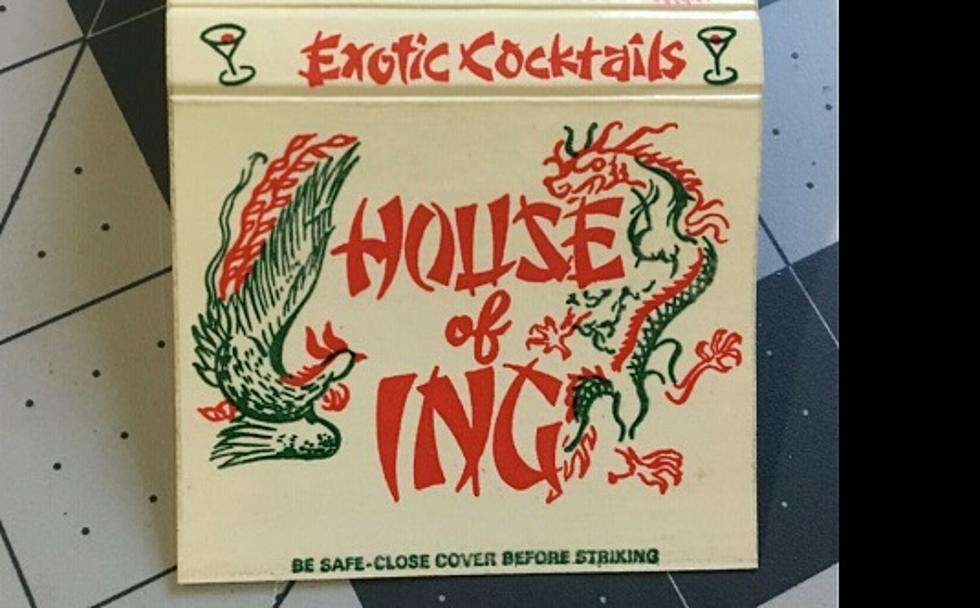 Exotic Cocktails
HOUSE
of
ING
BE SAFE-CLOSE COVER BEFORE STRIKING